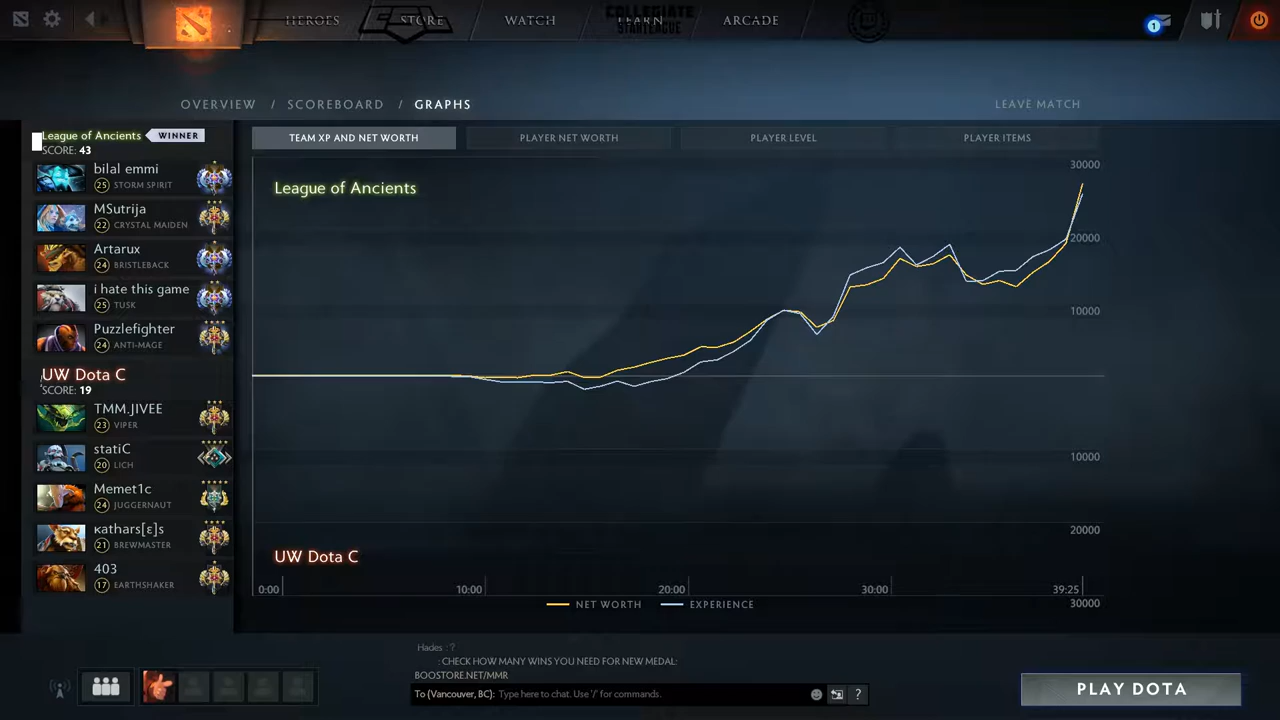 HEROES
STORE
WATCH
LEARN
ARCADE
COLLEGIATE
STARLEAGUE
1
OVERVIEW / SCOREBOARD / GRAPHS
LEAVE MATCH
League of Ancients WINNER
SCORE: 43
bilal emmi
25 STORM SPIRIT
MSutrija
22 CRYSTAL MAIDEN
Artarux
24 BRISTLEBACK
i hate this game
25 TUSK
Puzzlefighter
24 ANTI-MAGE
UW Dota C
SCORE: 19
TMM.JIVEE
23 VIPER
statiC
20 LICH
Memet1c
24 JUGGERNAUT
кathars[ε]s
21 BREWMASTER
403
17 EARTHSHAKER
TEAM XP AND NET WORTH
PLAYER NET WORTH
PLAYER LEVEL
PLAYER ITEMS
League of Ancients
30000
20000
10000
10000
20000
30000
UW Dota C
0:00
10:00
20:00
30:00
39:25
NET WORTH
EXPERIENCE
Hades : ?
: CHECK HOW MANY WINS YOU NEED FOR NEW MEDAL:
BOOSTORE.NET/MMR
To (Vancouver, BC): Type here to chat. Use '/' for commands.
?
PLAY DOTA